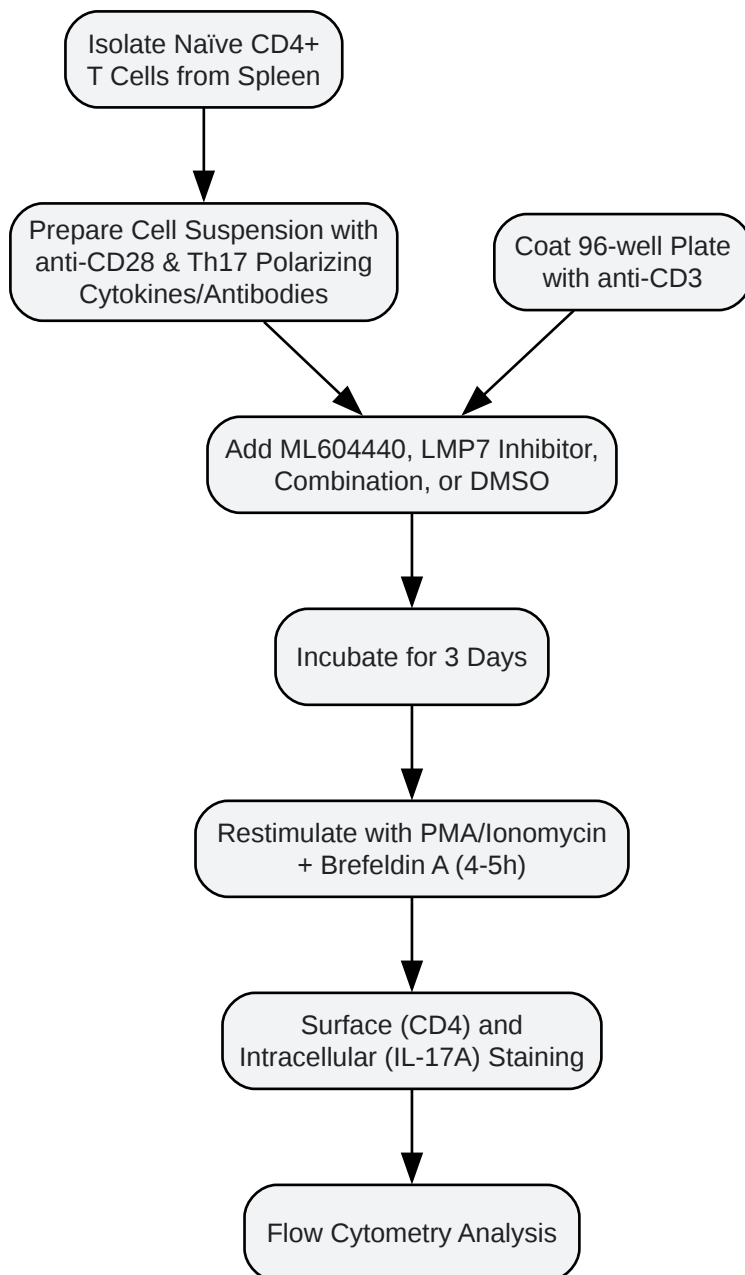 Isolate Naïve CD4+
T Cells from Spleen
Prepare Cell Suspension with
anti-CD28 & Th17 Polarizing
Cytokines/Antibodies
Coat 96-well Plate
with anti-CD3
Add ML604440, LMP7 Inhibitor,
Combination, or DMSO
Incubate for 3 Days
Restimulate with PMA/Ionomycin
+ Brefeldin A (4-5h)
Surface (CD4) and
Intracellular (IL-17A) Staining
Flow Cytometry Analysis